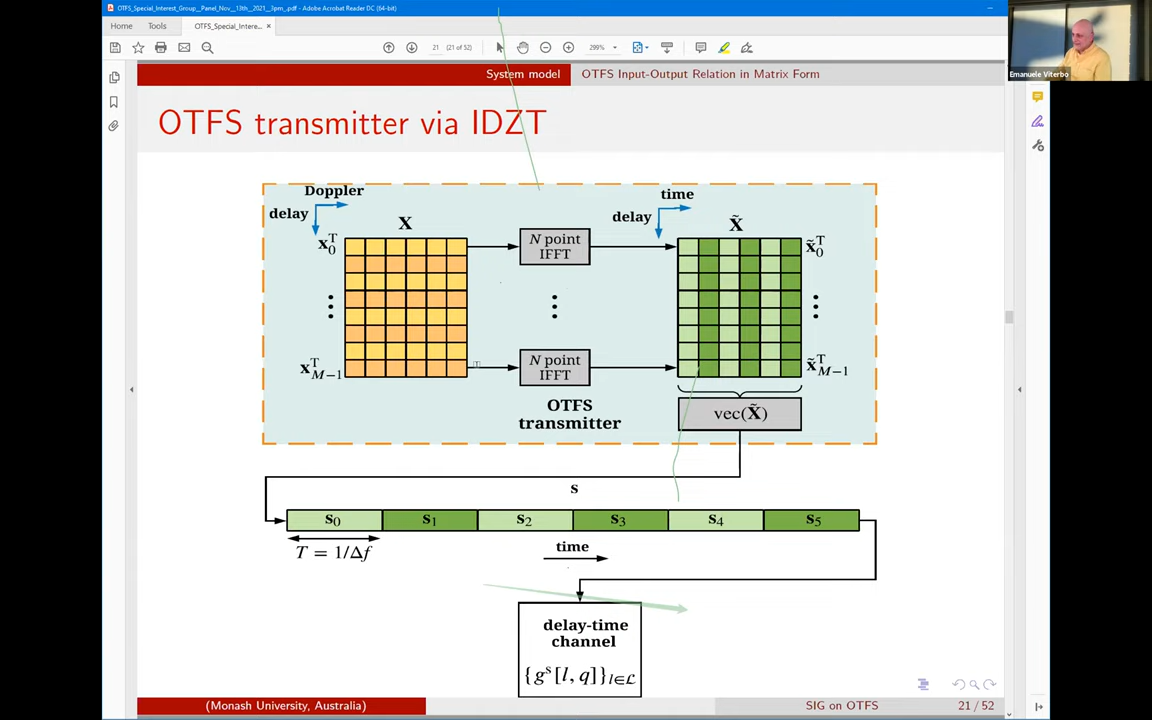 OTFS_Special_Interest_Group_Panel_Nov__13th__2021__3pm_.pdf - Adobe Acrobat Reader DC (64-bit)
Home Tools OTFS_Special_Interes... ×
21 (21 of 52) 299%
Emanuele Viterbo
System model OTFS Input-Output Relation in Matrix Form
OTFS transmitter via IDZT
Doppler
delay
X
x₀ᵀ
⋮
x_{M−1}ᵀ
N point
IFFT
⋮
N point
IFFT
OTFS
transmitter
time
delay
X̃
x̃₀ᵀ
⋮
x̃_{M−1}ᵀ
vec(X̃)
s
s₀ s₁ s₂ s₃ s₄ s₅
T = 1/Δf
time
delay-time
channel
{gˢ[l, q]}_{l∈ℒ}
(Monash University, Australia) SIG on OTFS 21 / 52